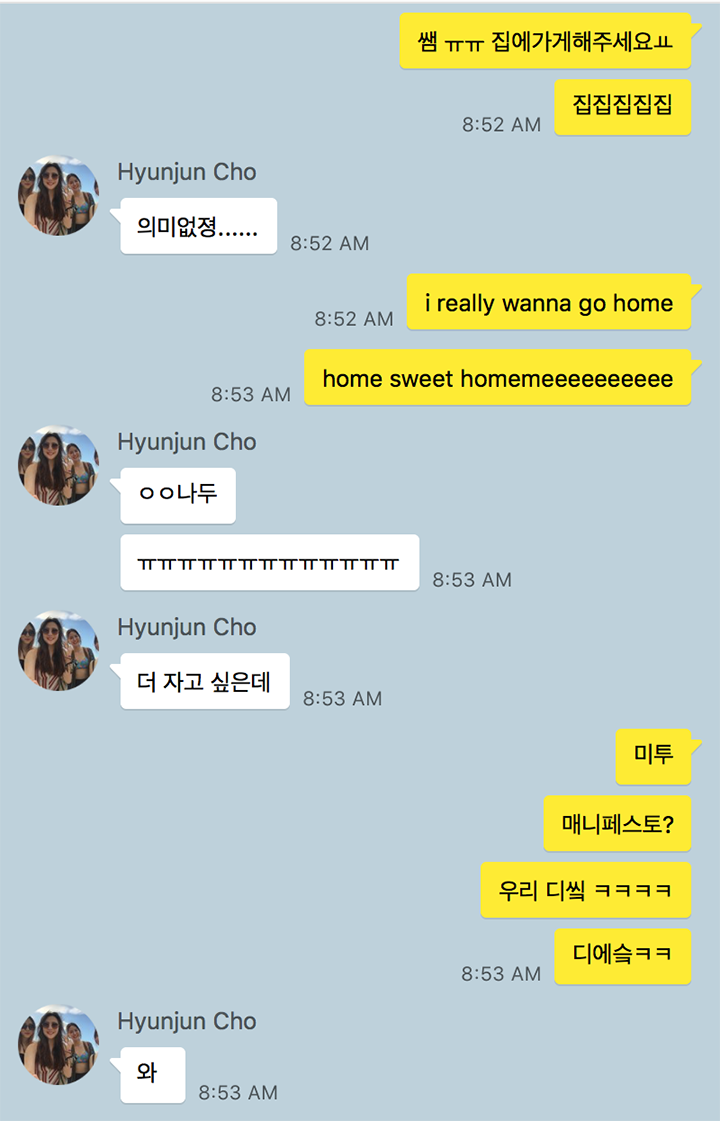 쌤 ㅠㅠ 집에가게해주세요ㅛ
집집집집집
8:52 AM
Hyunjun Cho
의미없졍......
8:52 AM
i really wanna go home
8:52 AM
home sweet homemeeeeeeeeee
8:53 AM
Hyunjun Cho
ㅇㅇ나두
ㅠㅠㅠㅠㅠㅠㅠㅠㅠㅠㅠㅠㅠ
8:53 AM
Hyunjun Cho
더 자고 싶은데
8:53 AM
미투
매니페스토?
우리 디씤 ㅋㅋㅋㅋ
디에슼ㅋㅋ
8:53 AM
Hyunjun Cho
와
8:53 AM